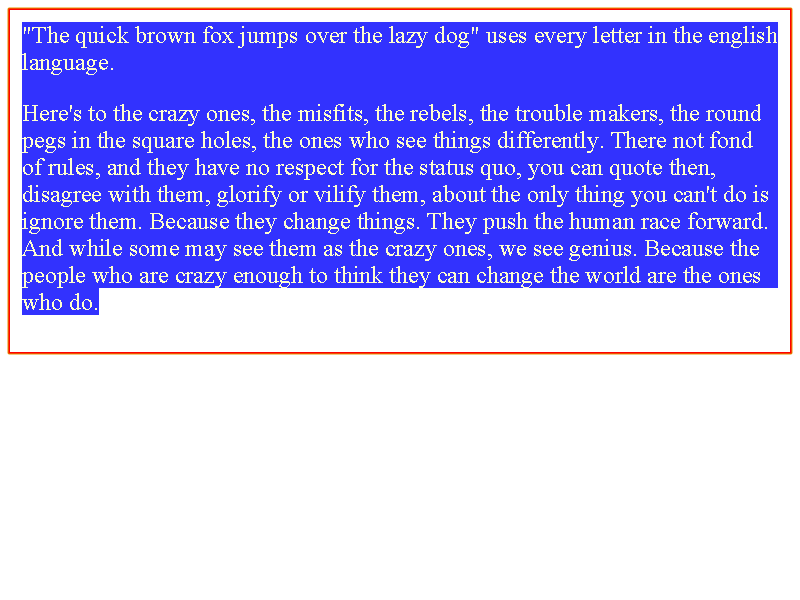 "The quick brown fox jumps over the lazy dog" uses every letter in the english
language.
Here's to the crazy ones, the misfits, the rebels, the trouble makers, the round
pegs in the square holes, the ones who see things differently. There not fond
of rules, and they have no respect for the status quo, you can quote then,
disagree with them, glorify or vilify them, about the only thing you can't do is
ignore them. Because they change things. They push the human race forward.
And while some may see them as the crazy ones, we see genius. Because the
people who are crazy enough to think they can change the world are the ones
who do.